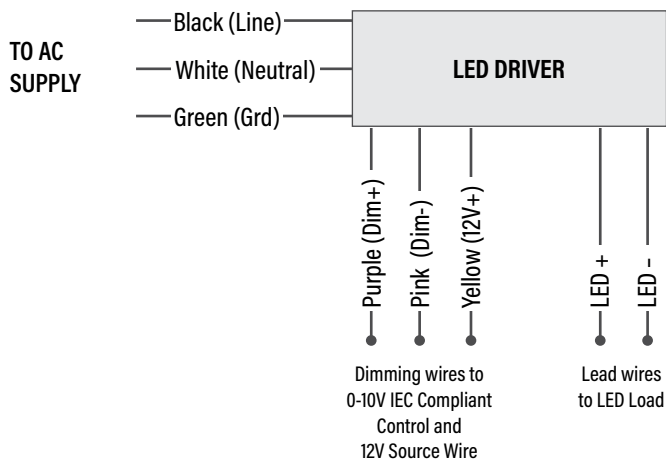 TO AC
SUPPLY
Black (Line)
White (Neutral)
Green (Grd)
LED DRIVER
Purple (Dim+)
Pink (Dim-)
Yellow (12V+)
LED +
LED -
Dimming wires to
0-10V IEC Compliant
Control and
12V Source Wire
Lead wires
to LED Load